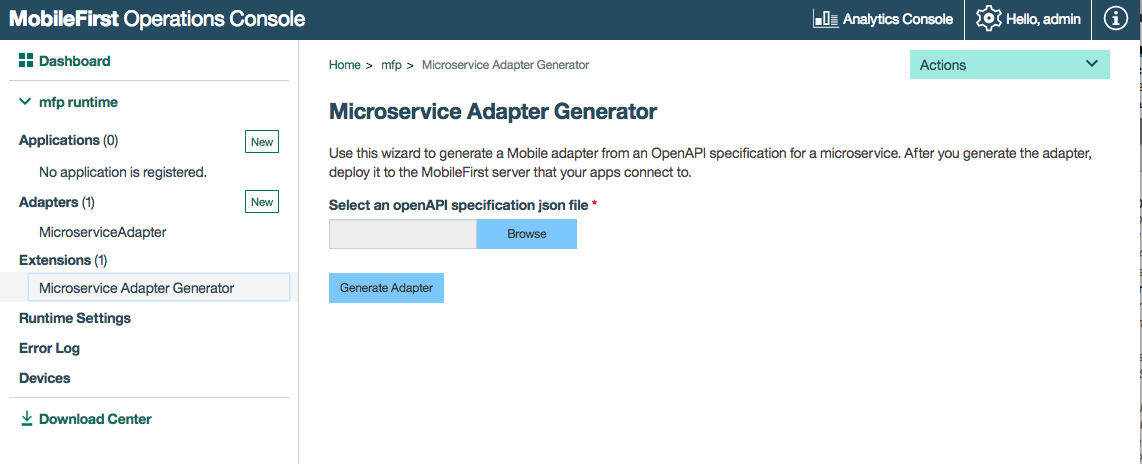 MobileFirst Operations Console
Analytics Console
Hello, admin
Dashboard
mfp runtime
Applications (0)
New
No application is registered.
Adapters (1)
New
MicroserviceAdapter
Extensions (1)
Microservice Adapter Generator
Runtime Settings
Error Log
Devices
Download Center
Home > mfp > Microservice Adapter Generator
Actions
Microservice Adapter Generator
Use this wizard to generate a Mobile adapter from an OpenAPI specification for a microservice. After you generate the adapter,
deploy it to the MobileFirst server that your apps connect to.
Select an openAPI specification json file *
Browse
Generate Adapter